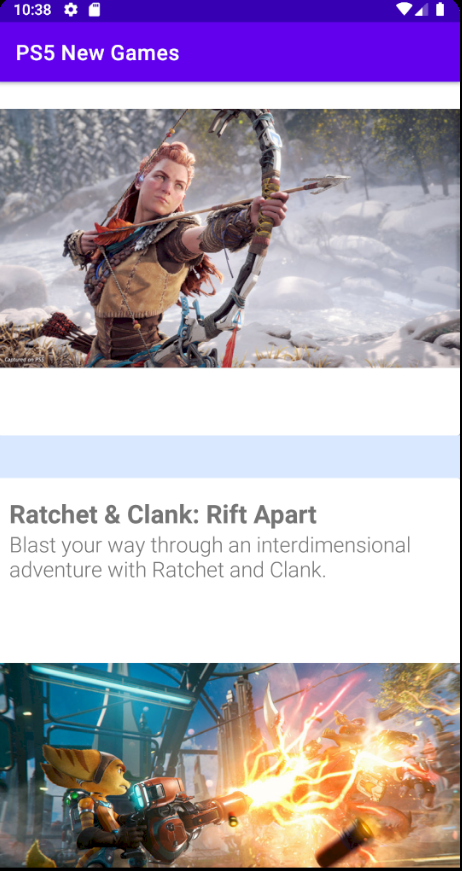 10:38
PS5 New Games
Captured on PS5
Ratchet & Clank: Rift Apart
Blast your way through an interdimensional
adventure with Ratchet and Clank.